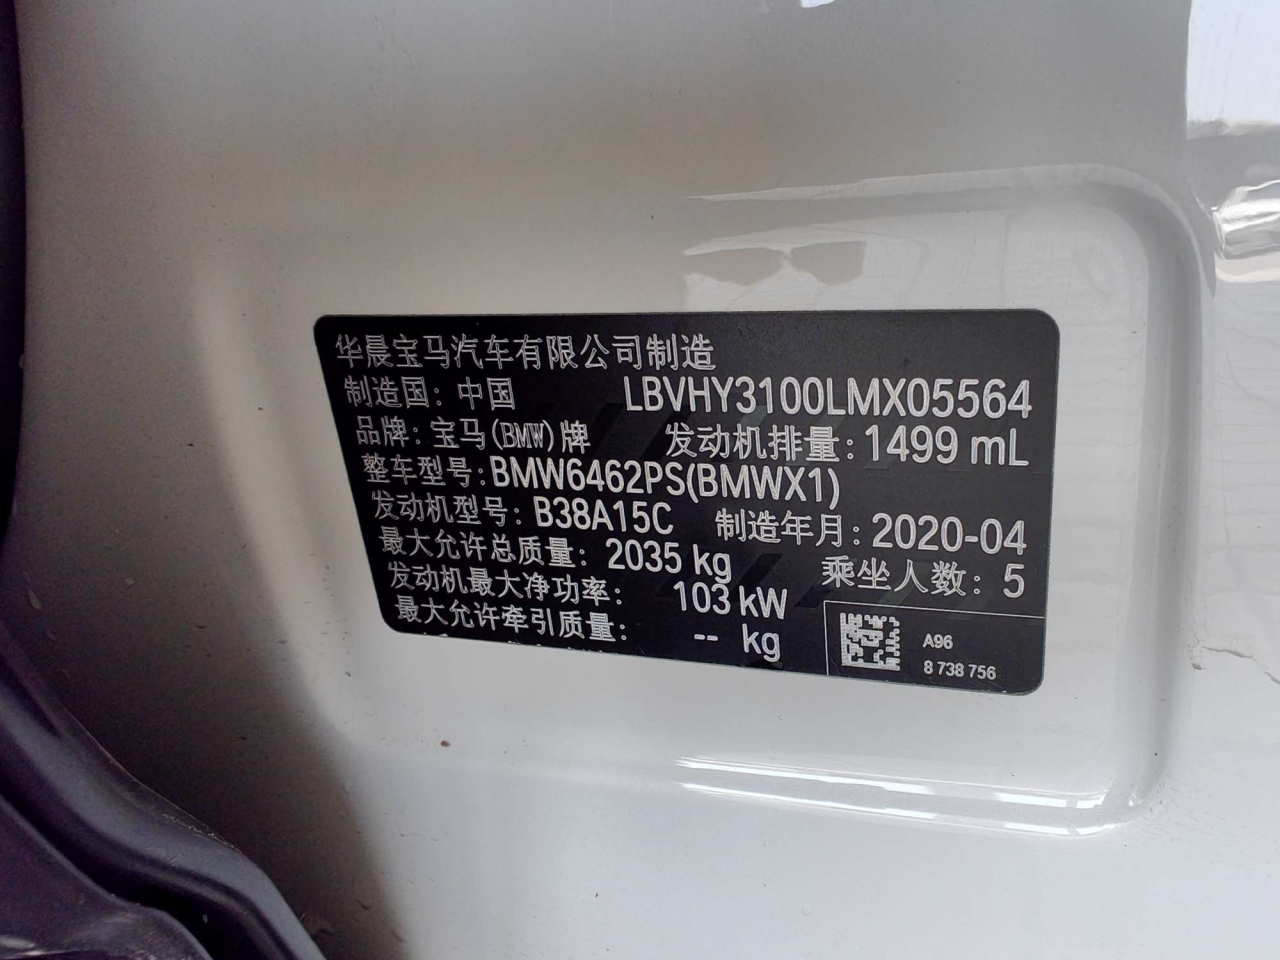 华晨宝马汽车有限公司制造
制造国：中国 LBVHY3100LMX05564
品牌：宝马(BMW)牌 发动机排量：1499 mL
整车型号：BMW6462PS(BMWX1)
发动机型号：B38A15C 制造年月：2020-04
最大允许总质量：2035 kg 乘坐人数：5
发动机最大净功率：103 kW
最大允许牵引质量：-- kg
A96
8 738 756